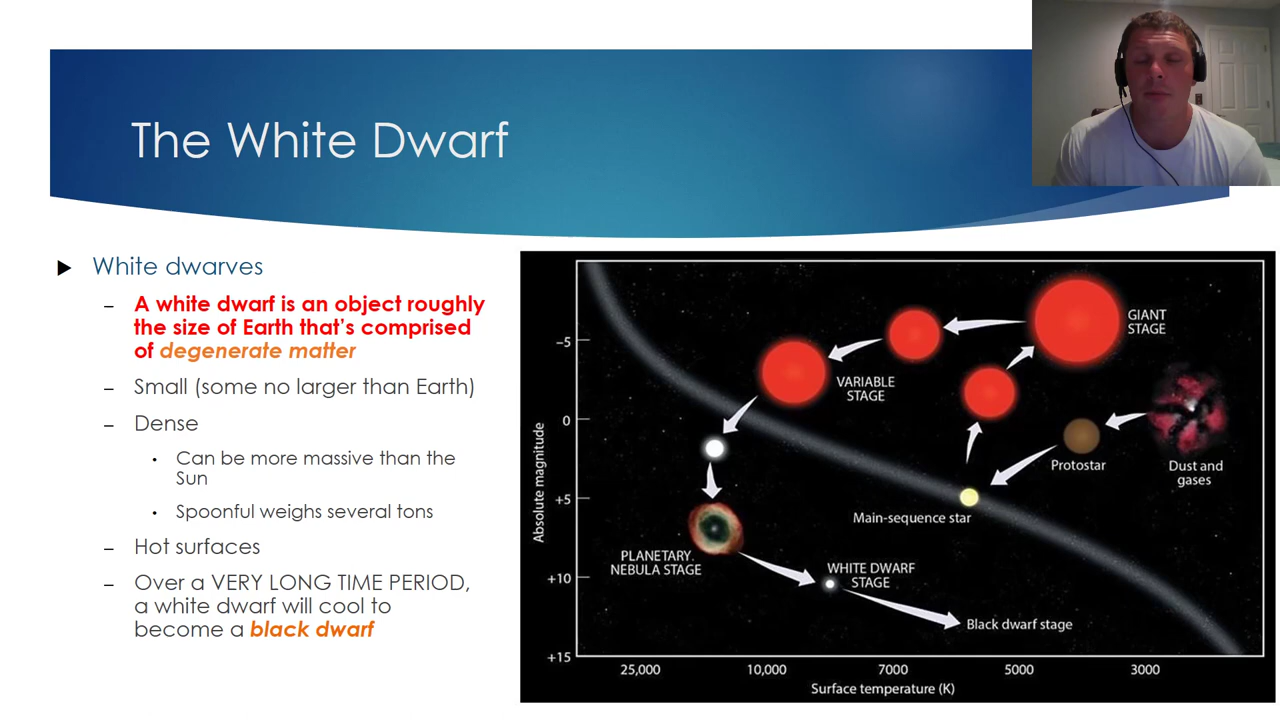 The White Dwarf
▶ White dwarves
– A white dwarf is an object roughly
the size of Earth that's comprised
of degenerate matter
– Small (some no larger than Earth)
– Dense
• Can be more massive than the
Sun
• Spoonful weighs several tons
– Hot surfaces
– Over a VERY LONG TIME PERIOD,
a white dwarf will cool to
become a black dwarf
Absolute magnitude
–5
0
+5
+10
+15
GIANT
STAGE
VARIABLE
STAGE
Protostar
Dust and
gases
Main-sequence star
PLANETARY
NEBULA STAGE
WHITE DWARF
STAGE
Black dwarf stage
25,000 10,000 7000 5000 3000
Surface temperature (K)